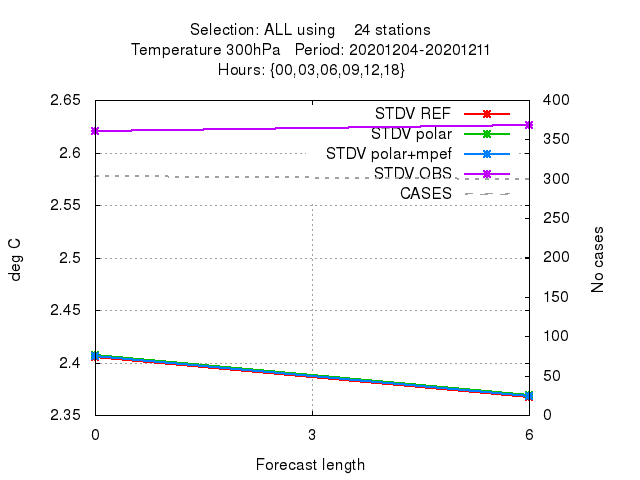 Selection: ALL using    24 stations
Temperature 300hPa   Period: 20201204-20201211
Hours: {00,03,06,09,12,18}
2.65
2.6
2.55
2.5
2.45
2.4
2.35
deg C
STDV REF
STDV polar
STDV polar+mpef
STDV OBS
CASES
400
350
300
250
200
150
100
50
0
No cases
0
3
6
Forecast length